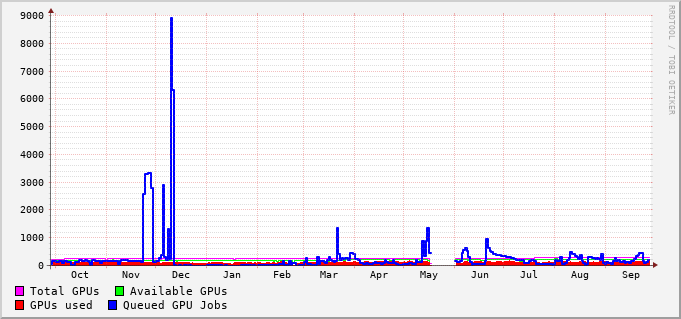 9000
8000
7000
6000
5000
4000
3000
2000
1000
0
Oct Nov Dec Jan Feb Mar Apr May Jun Jul Aug Sep
Total GPUs Available GPUs
GPUs used Queued GPU Jobs
RRDTOOL / TOBI OETIKER